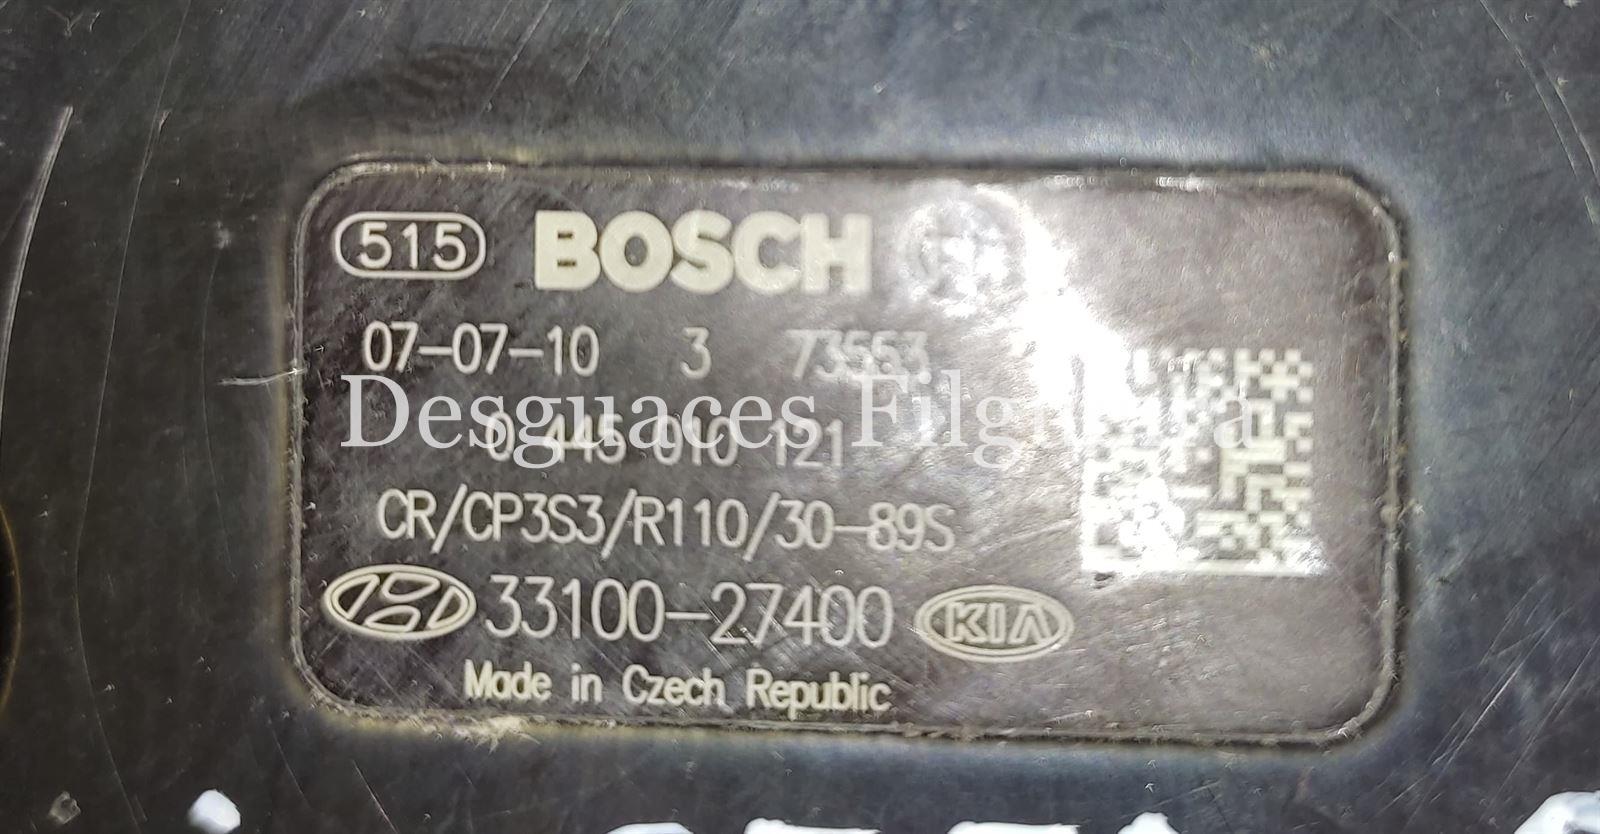 515 BOSCH
07-07-10 3 73553
0 445 010 121
Desguaces Filgueira
CR/CP3S3/R110/30-89S
33100-27400 KIA
Made in Czech Republic